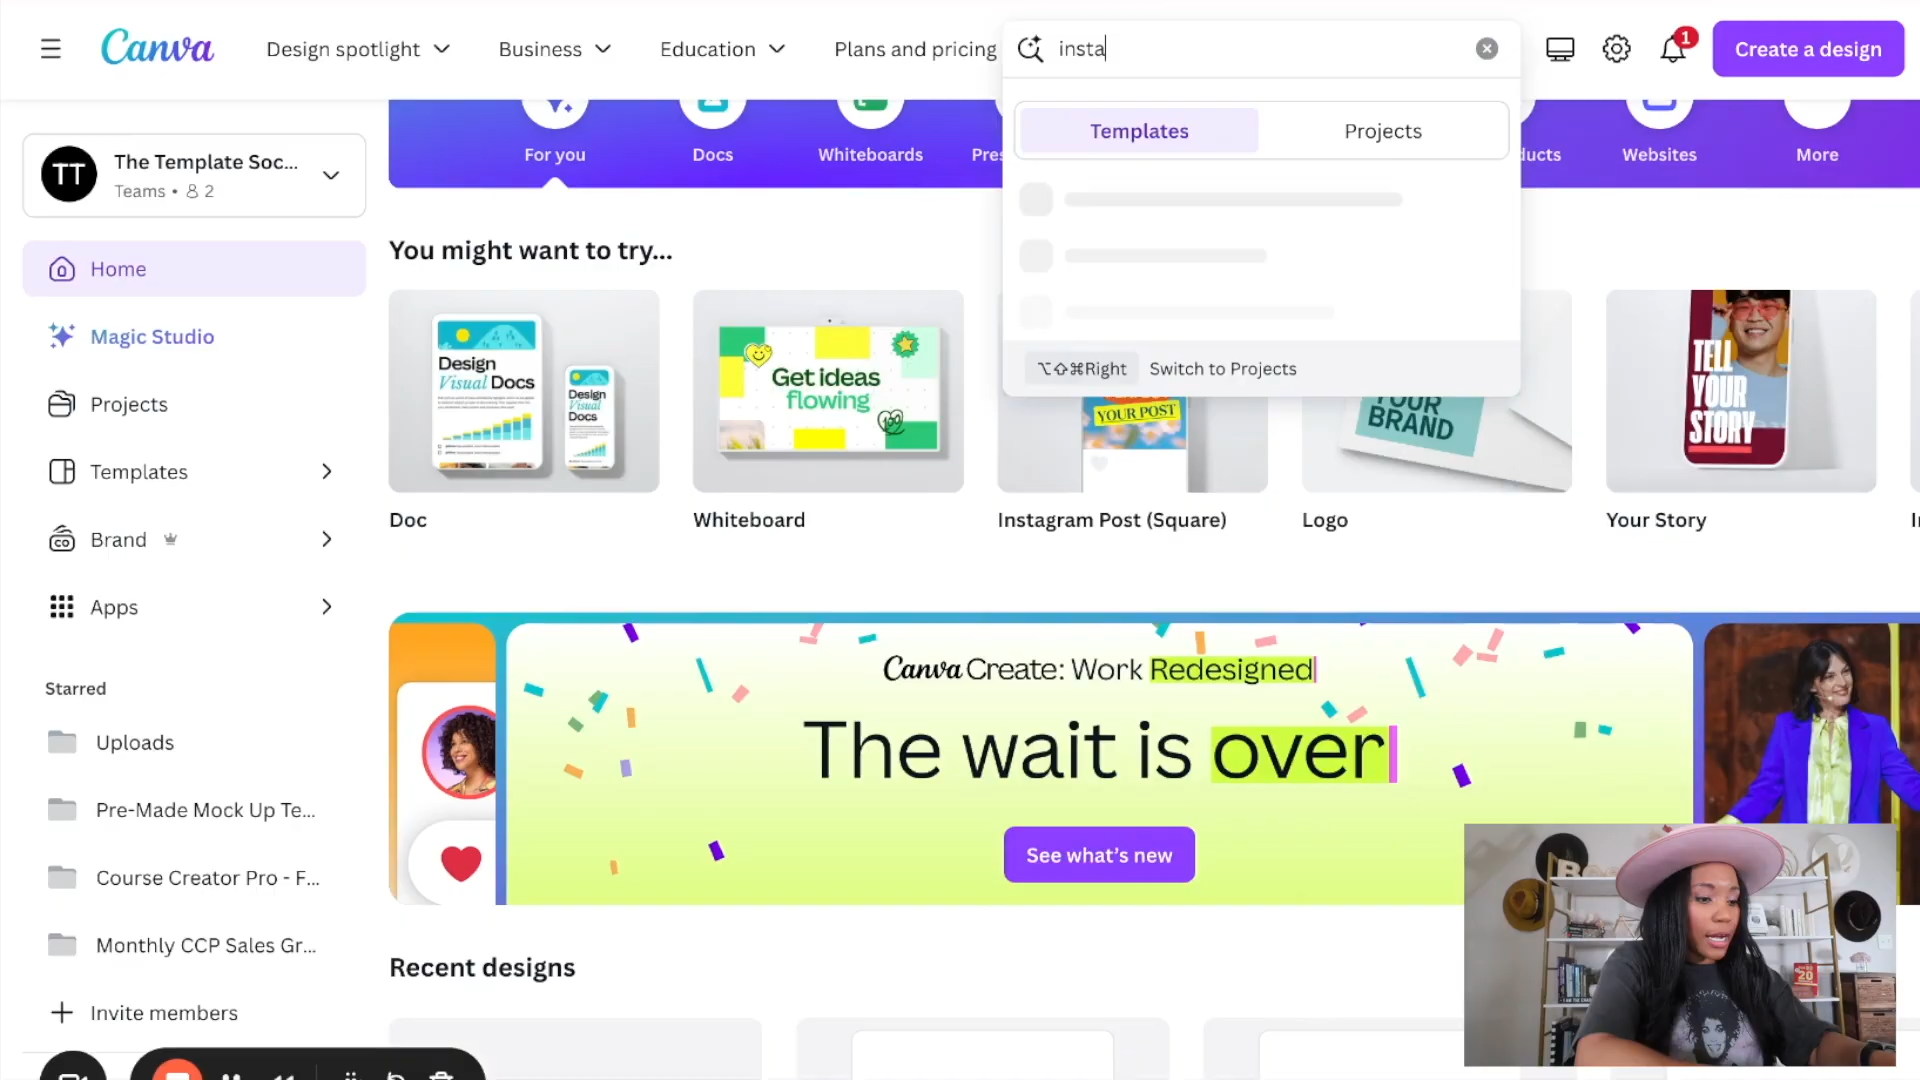 Canva
Design spotlight
Business
Education
Plans and pricing
insta
1
Create a design
Templates
Projects
⌥⇧⌘Right
Switch to Projects
TT
The Template Soc...
Teams • 2
Home
Magic Studio
Projects
Templates
Brand
Apps
Starred
Uploads
Pre-Made Mock Up Te...
Course Creator Pro - F...
Monthly CCP Sales Gr...
Invite members
For you
Docs
Whiteboards
Websites
More
You might want to try...
Design
Visual Docs
Design
Visual
Docs
Get ideas
flowing
100
YOUR POST
YOUR
BRAND
TELL
YOUR
STORY
Doc
Whiteboard
Instagram Post (Square)
Logo
Your Story
Canva Create: Work Redesigned
The wait is over
See what's new
Recent designs
B
20